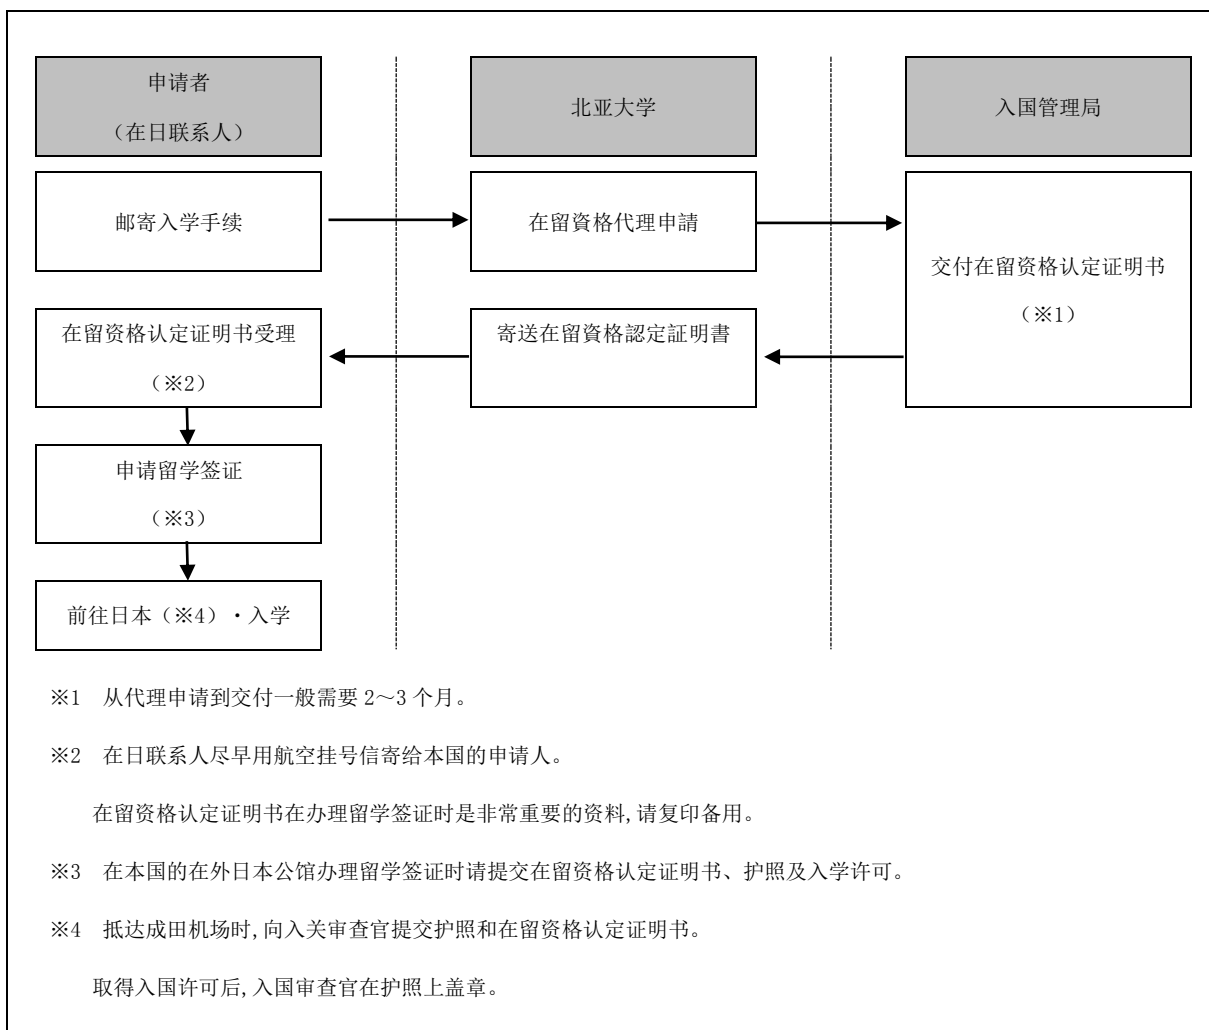 申请者
（在日联系人）
北亚大学
入国管理局
邮寄入学手续
在留資格代理申請
交付在留资格认定证明书
（※1）
在留资格认定证明书受理
（※2）
寄送在留資格認定証明書
申请留学签证
（※3）
前往日本（※4）・入学
※1　从代理申请到交付一般需要 2～3 个月。
※2　在日联系人尽早用航空挂号信寄给本国的申请人。
在留资格认定证明书在办理留学签证时是非常重要的资料,请复印备用。
※3　在本国的在外日本公馆办理留学签证时请提交在留资格认定证明书、护照及入学许可。
※4　抵达成田机场时,向入关审查官提交护照和在留资格认定证明书。
取得入国许可后,入国审查官在护照上盖章。